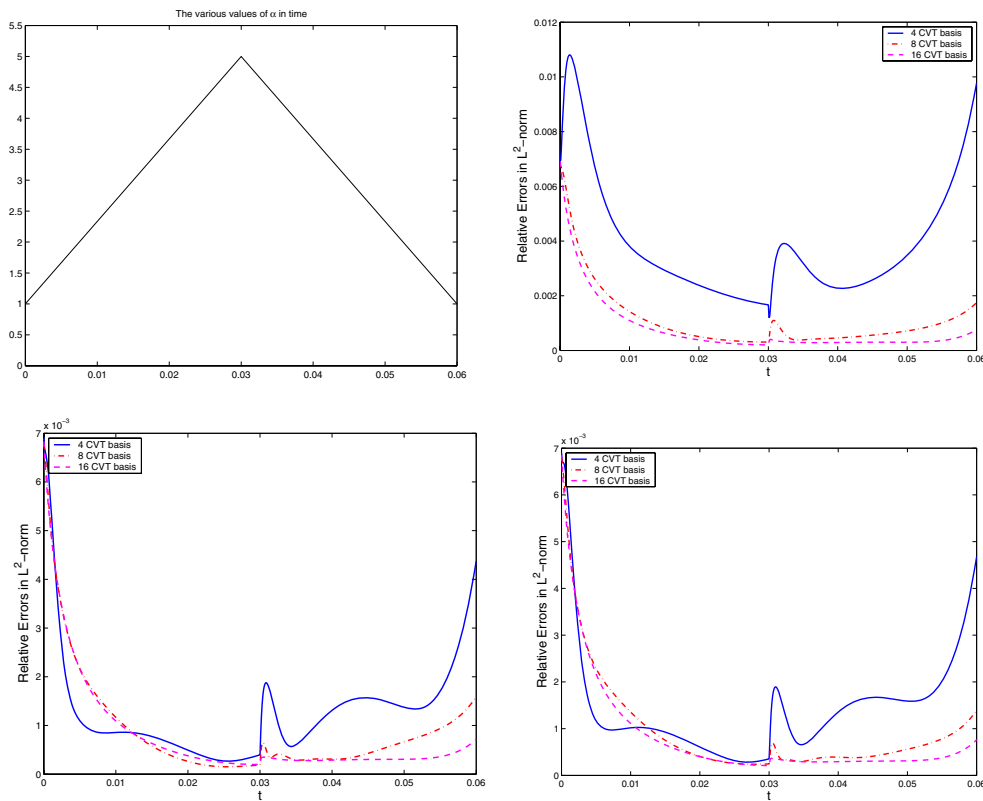 The various values of α in time
5.5
5
4.5
4
3.5
3
2.5
2
1.5
1
0.5
0
0 0.01 0.02 0.03 0.04 0.05 0.06
0.012
0.01
0.008
0.006
0.004
0.002
0
Relative Errors in L²−norm
4 CVT basis
8 CVT basis
16 CVT basis
0 0.01 0.02 0.03 0.04 0.05 0.06
t
x 10⁻³
7
6
5
4
3
2
1
0
Relative Errors in L²−norm
4 CVT basis
8 CVT basis
16 CVT basis
0 0.01 0.02 0.03 0.04 0.05 0.06
t
x 10⁻³
7
6
5
4
3
2
1
0
Relative Errors in L²−norm
4 CVT basis
8 CVT basis
16 CVT basis
0 0.01 0.02 0.03 0.04 0.05 0.06
t